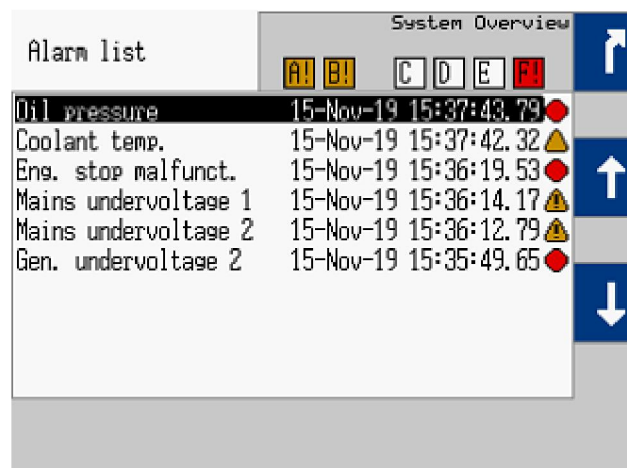 System Overview
Alarm list
A! B! C D E F!
Oil pressure 15-Nov-19 15:37:43.79
Coolant temp. 15-Nov-19 15:37:42.32
Eng. stop malfunct. 15-Nov-19 15:36:19.53
Mains undervoltage 1 15-Nov-19 15:36:14.17
Mains undervoltage 2 15-Nov-19 15:36:12.79
Gen. undervoltage 2 15-Nov-19 15:35:49.65